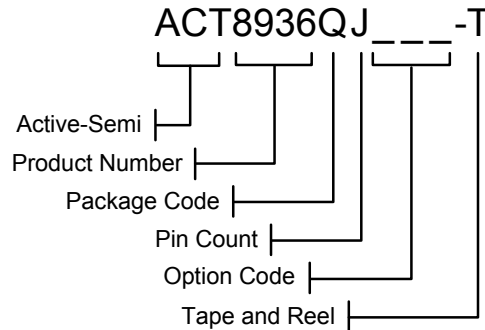 ACT8936QJ_ _ _ -T
Active-Semi
Product Number
Package Code
Pin Count
Option Code
Tape and Reel